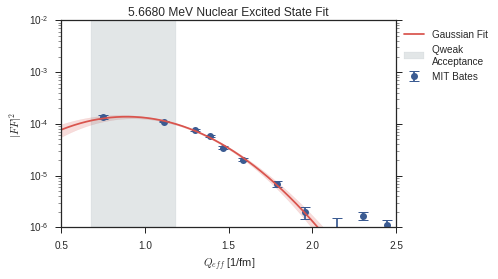 5.6680 MeV Nuclear Excited State Fit
10^-2
10^-3
10^-4
10^-5
10^-6
|FF|^2
0.5 1.0 1.5 2.0 2.5
Q_eff [1/fm]
Gaussian Fit
Qweak
Acceptance
MIT Bates